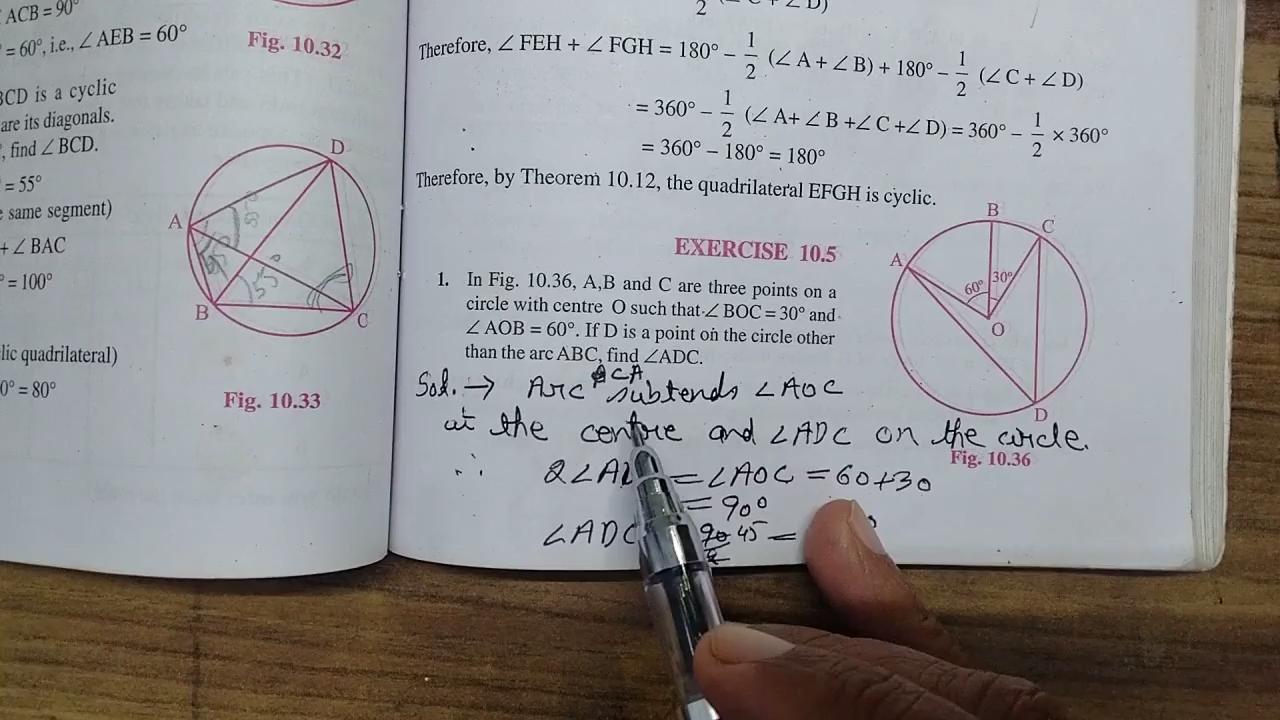 ACB = 90°
= 60°, i.e., ∠ AEB = 60°
Fig. 10.32
BCD is a cyclic
are its diagonals.
, find ∠ BCD.
= 55°
same segment)
+ ∠ BAC
° = 100°
lic quadrilateral)
0° = 80°
D
A
B
C
55°
Fig. 10.33
Therefore, ∠ FEH + ∠ FGH = 180° – 1/2 (∠ A + ∠ B) + 180° – 1/2 (∠ C + ∠ D)
= 360° – 1/2 (∠ A+ ∠ B +∠ C +∠ D) = 360° – 1/2 × 360°
= 360° – 180° = 180°
Therefore, by Theorem 10.12, the quadrilateral EFGH is cyclic.
EXERCISE 10.5
1. In Fig. 10.36, A,B and C are three points on a
circle with centre O such that ∠ BOC = 30° and
∠ AOB = 60°. If D is a point on the circle other
than the arc ABC, find ∠ADC.
B
C
A
60°
30°
O
D
Fig. 10.36
Sol. → Arc CA subtends ∠AOC
at the centre and ∠ADC on the circle.
∴ 2∠AD = ∠AOC = 60+30
= 90°
∠ADC 90 45 =